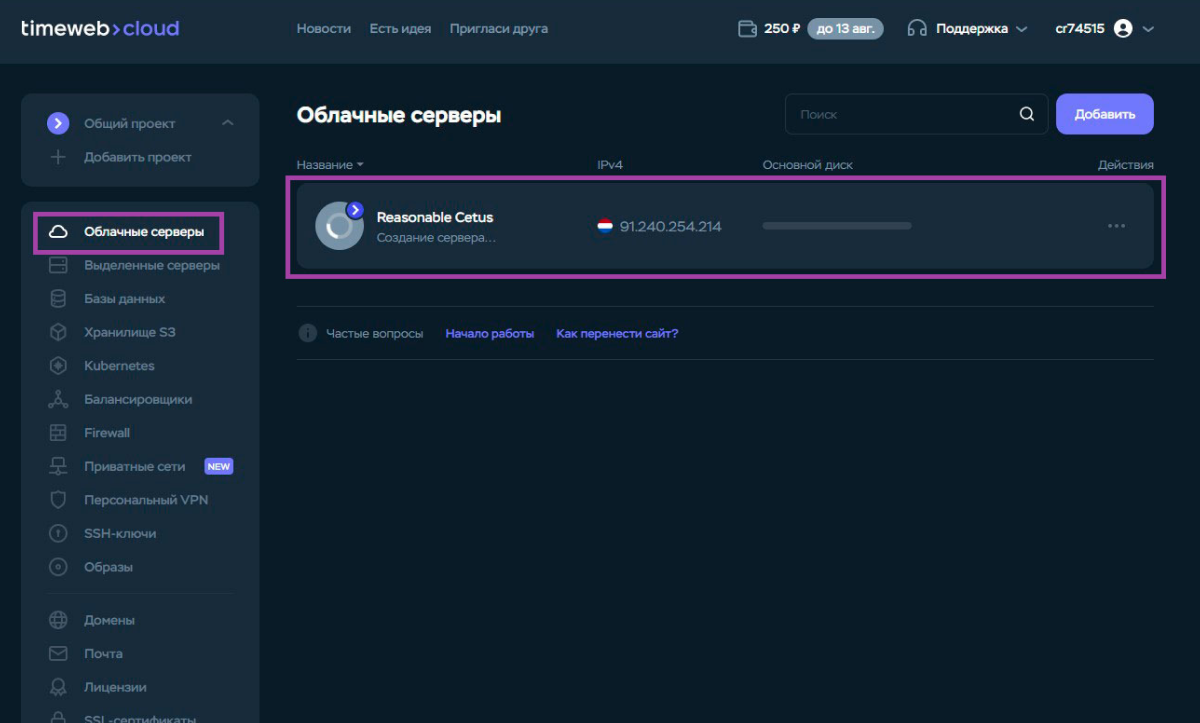 timeweb>cloud
Новости Есть идея Пригласи друга
250 ₽ до 13 авг. Поддержка cr74515
Общий проект
Добавить проект
Облачные серверы
Выделенные серверы
Базы данных
Хранилище S3
Kubernetes
Балансировщики
Firewall
Приватные сети NEW
Персональный VPN
SSH-ключи
Образы
Домены
Почта
Лицензии
SSL-сертификаты
Облачные серверы
Поиск
Добавить
Название IPv4 Основной диск Действия
Reasonable Cetus
Создание сервера...
91.240.254.214
Частые вопросы Начало работы Как перенести сайт?